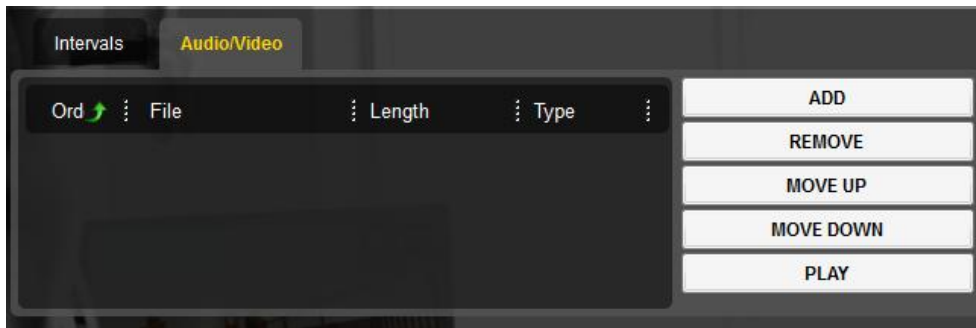 Intervals Audio/Video
Ord File Length Type
ADD
REMOVE
MOVE UP
MOVE DOWN
PLAY